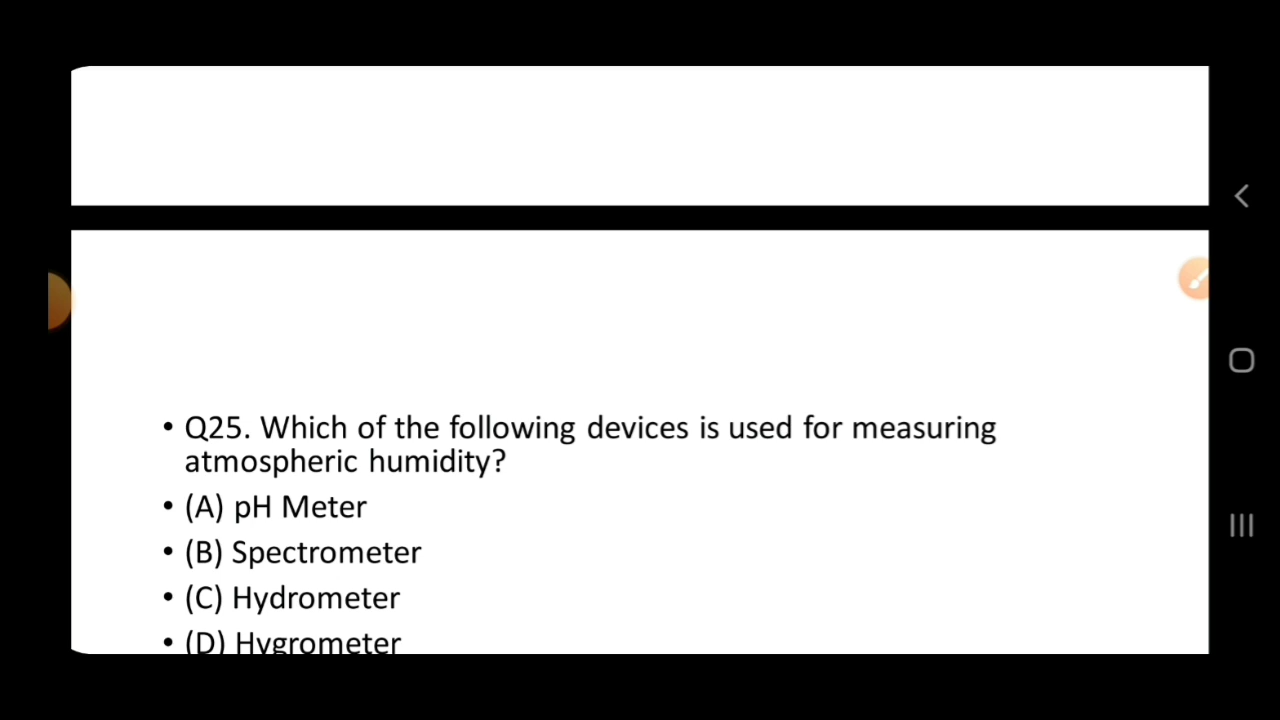 • Q25. Which of the following devices is used for measuring
atmospheric humidity?
• (A) pH Meter
• (B) Spectrometer
• (C) Hydrometer
• (D) Hygrometer